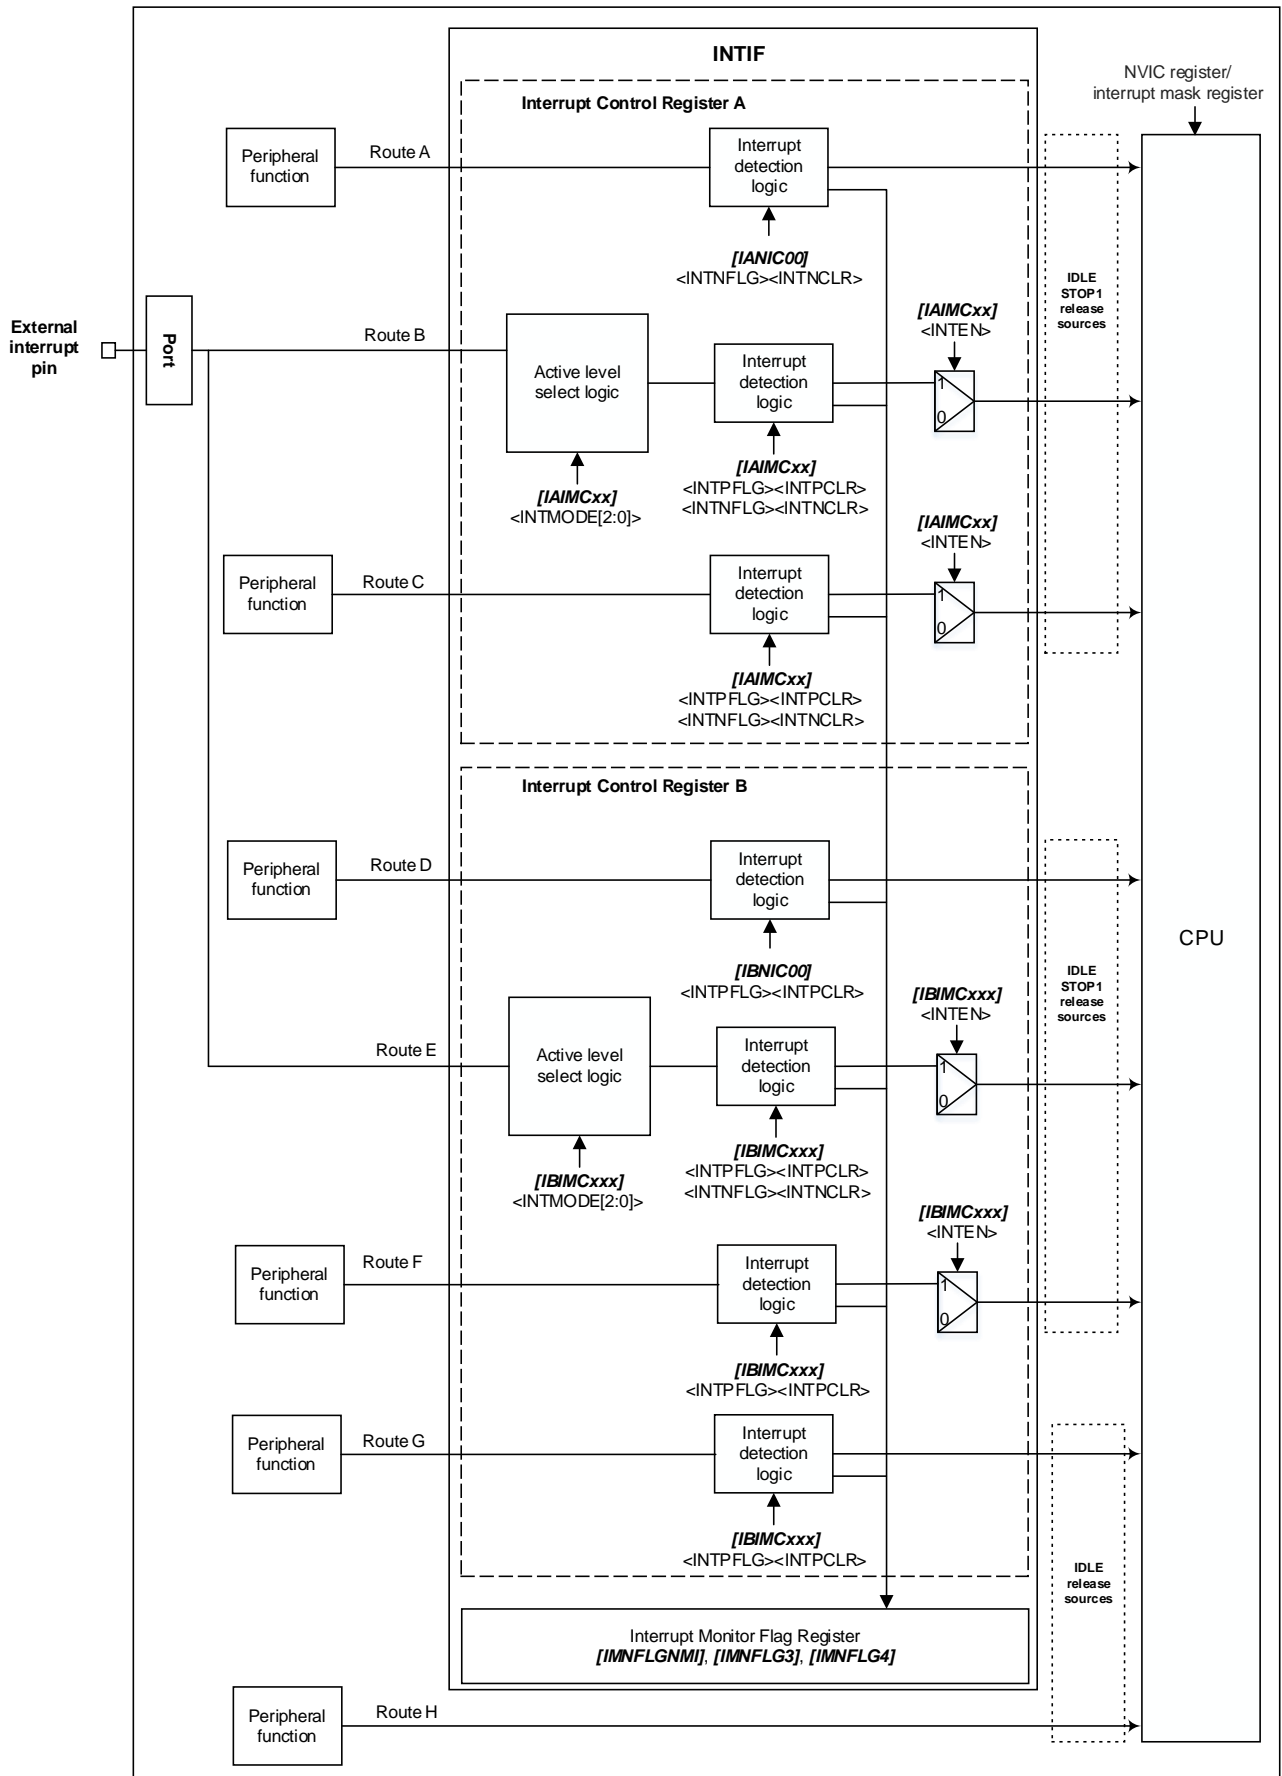 INTIF
NVIC register/
interrupt mask register
Interrupt Control Register A
Peripheral
function
Route A
Interrupt
detection
logic
[IANIC00]
<INTNFLG><INTNCLR>
IDLE
STOP1
release
sources
External
interrupt
pin
Port
Route B
Active level
select logic
[IAIMCxx]
<INTMODE[2:0]>
Interrupt
detection
logic
[IAIMCxx]
<INTPFLG><INTPCLR>
<INTNFLG><INTNCLR>
[IAIMCxx]
<INTEN>
1
0
Peripheral
function
Route C
Interrupt
detection
logic
[IAIMCxx]
<INTPFLG><INTPCLR>
<INTNFLG><INTNCLR>
[IAIMCxx]
<INTEN>
1
0
Interrupt Control Register B
Peripheral
function
Route D
Interrupt
detection
logic
[IBNIC00]
<INTPFLG><INTPCLR>
CPU
IDLE
STOP1
release
sources
Route E
Active level
select logic
[IBIMCxxx]
<INTMODE[2:0]>
Interrupt
detection
logic
[IBIMCxxx]
<INTPFLG><INTPCLR>
<INTNFLG><INTNCLR>
[IBIMCxxx]
<INTEN>
1
0
Peripheral
function
Route F
Interrupt
detection
logic
[IBIMCxxx]
<INTPFLG><INTPCLR>
[IBIMCxxx]
<INTEN>
1
0
Peripheral
function
Route G
Interrupt
detection
logic
[IBIMCxxx]
<INTPFLG><INTPCLR>
IDLE
release
sources
Interrupt Monitor Flag Register
[IMNFLGNMI], [IMNFLG3], [IMNFLG4]
Peripheral
function
Route H